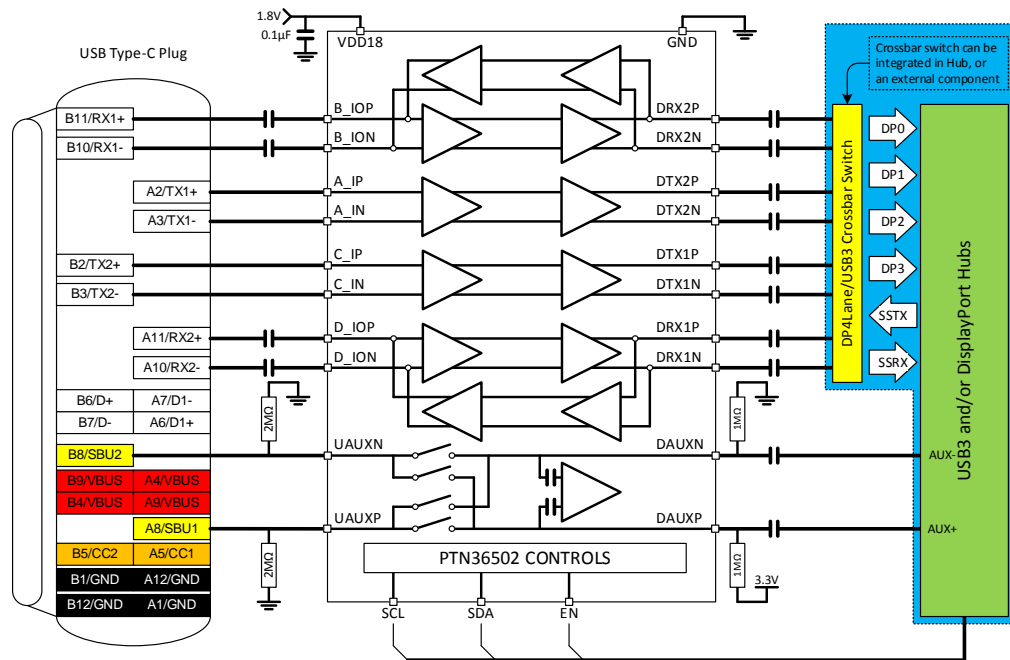 1.8V
0.1µF
VDD18
GND
USB Type-C Plug
Crossbar switch can be
integrated in Hub, or
an external component
B11/RX1+
B_IOP
DRX2P
B10/RX1-
B_ION
DRX2N
A2/TX1+
A_IP
DTX2P
A3/TX1-
A_IN
DTX2N
B2/TX2+
C_IP
DTX1P
B3/TX2-
C_IN
DTX1N
A11/RX2+
D_IOP
DRX1P
A10/RX2-
D_ION
DRX1N
DP4Lane/USB3 Crossbar Switch
DP0
DP1
DP2
DP3
SSTX
SSRX
USB3 and/or DisplayPort Hubs
B6/D+ A7/D1-
B7/D- A6/D1+
2MΩ
1MΩ
B8/SBU2
UAUXN
DAUXN
AUX-
B9/VBUS A4/VBUS
B4/VBUS A9/VBUS
A8/SBU1
UAUXP
DAUXP
AUX+
B5/CC2 A5/CC1
B1/GND A12/GND
B12/GND A1/GND
2MΩ
PTN36502 CONTROLS
1MΩ
3.3V
SCL
SDA
EN